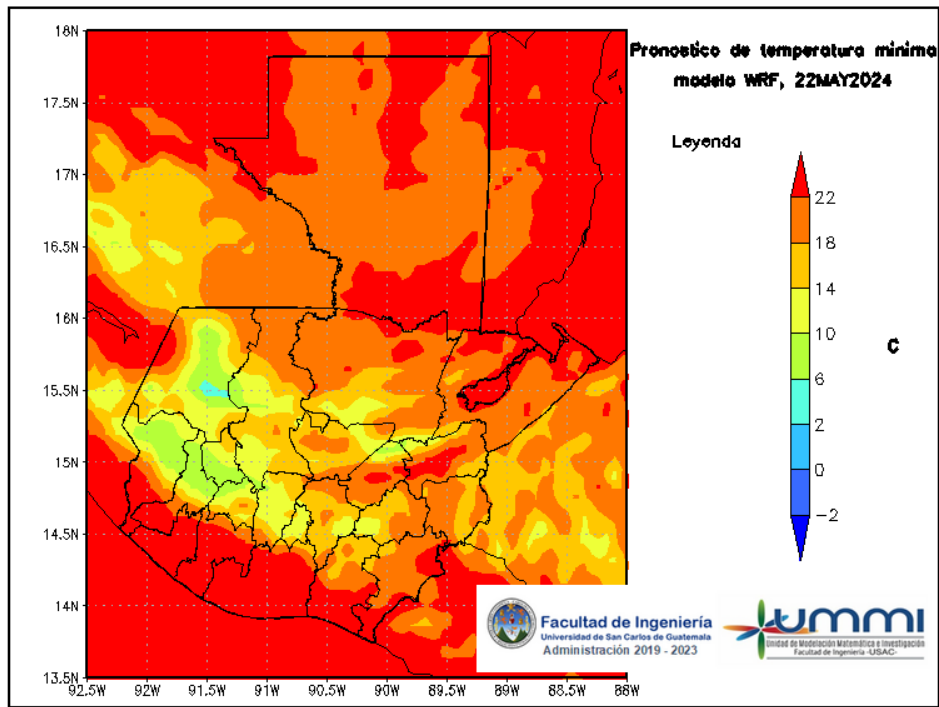 Pronostico de temperatura minima
modelo WRF, 22MAY2024
Leyenda
22
18
14
10
6
2
0
−2
C
18N
17.5N
17N
16.5N
16N
15.5N
15N
14.5N
14N
13.5N
92.5W
92W
91.5W
91W
90.5W
90W
89.5W
89W
88.5W
88W
Facultad de Ingeniería
Universidad de San Carlos de Guatemala
Administración 2019 - 2023
ummi
Unidad de Modelación Matemática e Investigación
Facultad de Ingeniería -USAC-